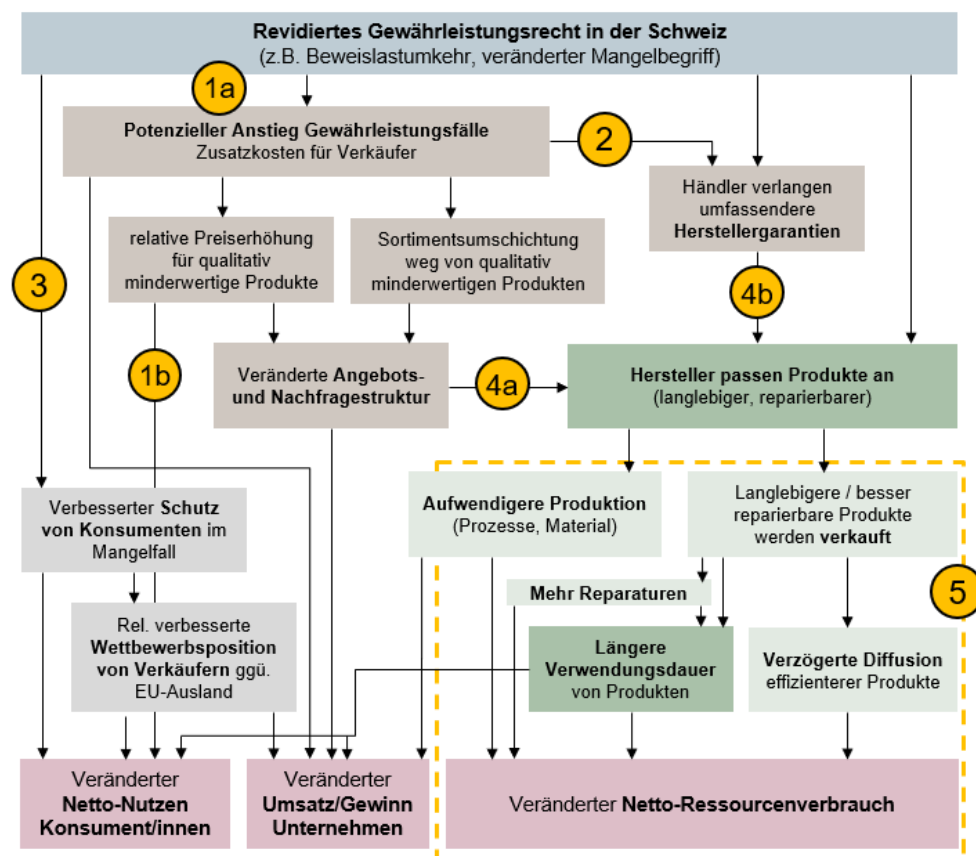 Revidiertes Gewährleistungsrecht in der Schweiz
(z.B. Beweislastumkehr, veränderter Mangelbegriff)
1a
Potenzieller Anstieg Gewährleistungsfälle
Zusatzkosten für Verkäufer
2
Händler verlangen
umfassendere
Herstellergarantien
relative Preiserhöhung
für qualitativ
minderwertige Produkte
Sortimentsumschichtung
weg von qualitativ
minderwertigen Produkten
3
4b
1b
Veränderte Angebots-
und Nachfragestruktur
4a
Hersteller passen Produkte an
(langlebiger, reparierbarer)
Verbesserter Schutz
von Konsumenten im
Mangelfall
Aufwendigere Produktion
(Prozesse, Material)
Langlebigere / besser
reparierbare Produkte
werden verkauft
5
Mehr Reparaturen
Rel. verbesserte
Wettbewerbsposition
von Verkäufern ggü.
EU-Ausland
Längere
Verwendungsdauer
von Produkten
Verzögerte Diffusion
effizienterer Produkte
Veränderter
Netto-Nutzen
Konsument/innen
Veränderter
Umsatz/Gewinn
Unternehmen
Veränderter Netto-Ressourcenverbrauch